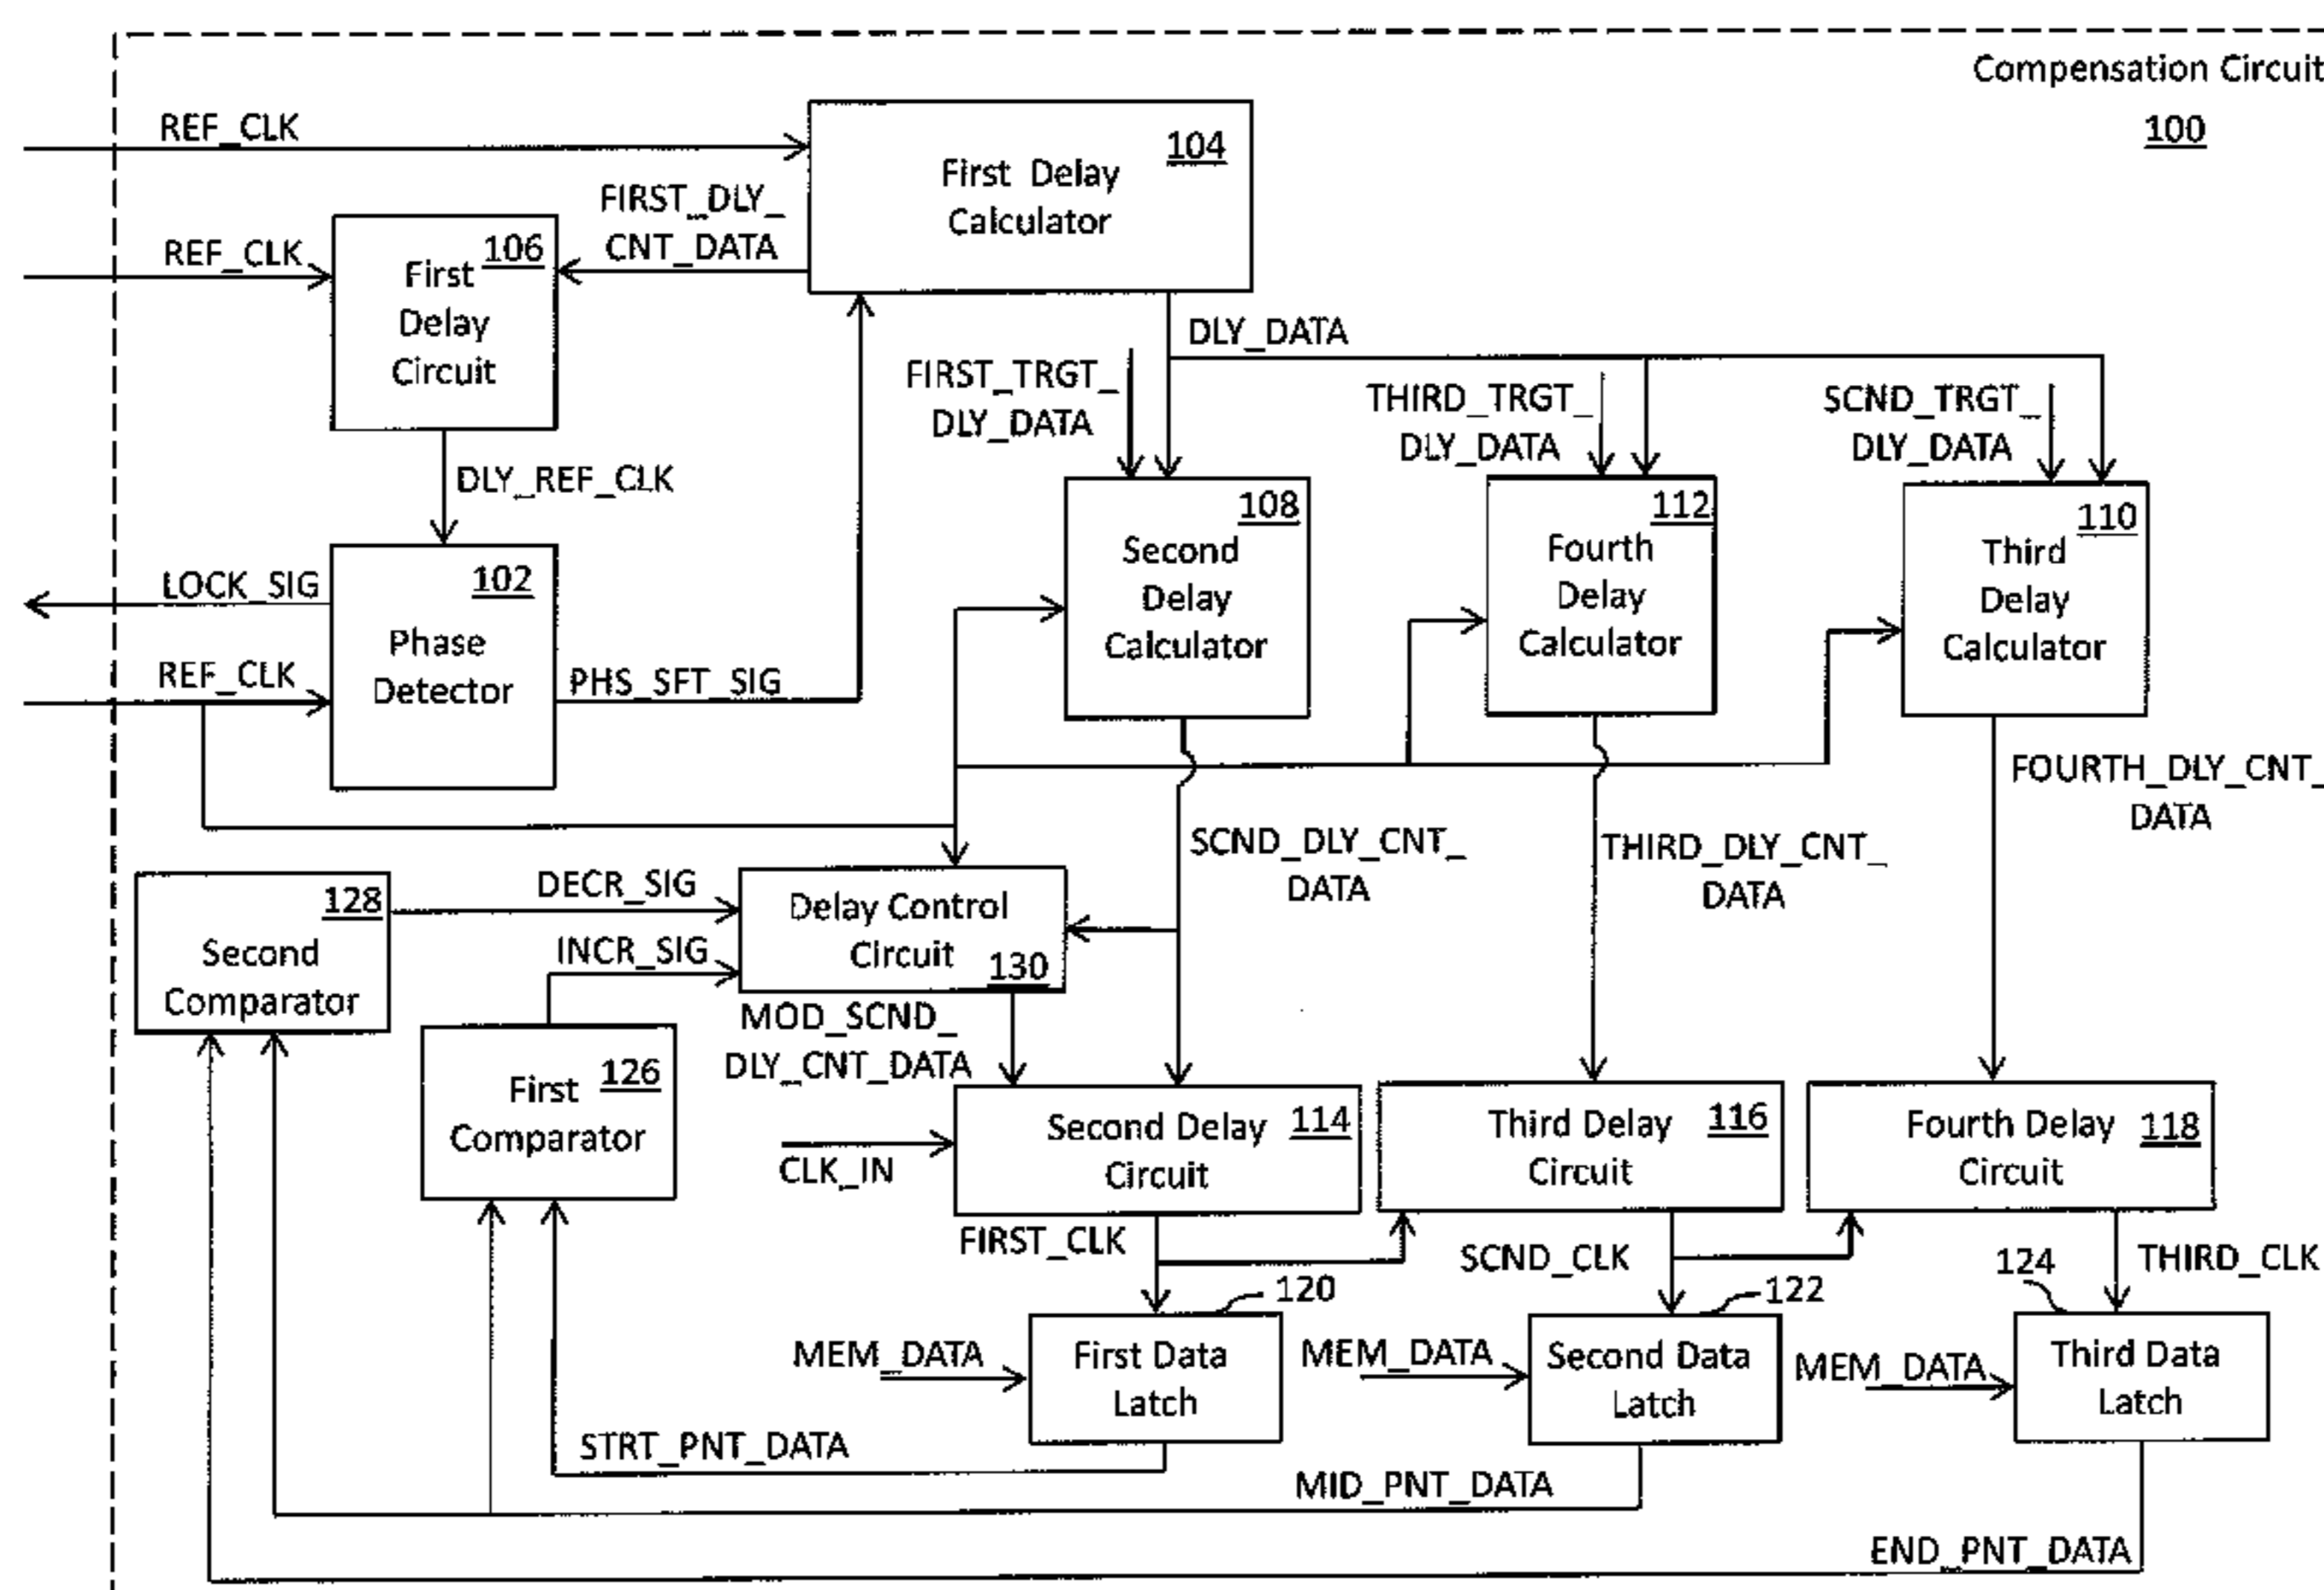 Compensation Circuit
100
REF_CLK
104
First Delay
Calculator
FIRST_DLY_
CNT_DATA
REF_CLK
106
First
Delay
Circuit
DLY_DATA
FIRST_TRGT_
DLY_DATA
THIRD_TRGT_
DLY_DATA
SCND_TRGT_
DLY_DATA
DLY_REF_CLK
108
Second
Delay
Calculator
112
Fourth
Delay
Calculator
110
Third
Delay
Calculator
LOCK_SIG
102
Phase
Detector
REF_CLK
PHS_SFT_SIG
FOURTH_DLY_CNT_
DATA
SCND_DLY_CNT_
DATA
THIRD_DLY_CNT_
DATA
128
Second
Comparator
DECR_SIG
INCR_SIG
Delay Control
Circuit
130
MOD_SCND_
DLY_CNT_DATA
First
126
Comparator
CLK_IN
Second Delay
114
Circuit
Third Delay
116
Circuit
Fourth Delay
118
Circuit
FIRST_CLK
SCND_CLK
THIRD_CLK
120
122
124
MEM_DATA
First Data
Latch
MEM_DATA
Second Data
Latch
MEM_DATA
Third Data
Latch
STRT_PNT_DATA
MID_PNT_DATA
END_PNT_DATA